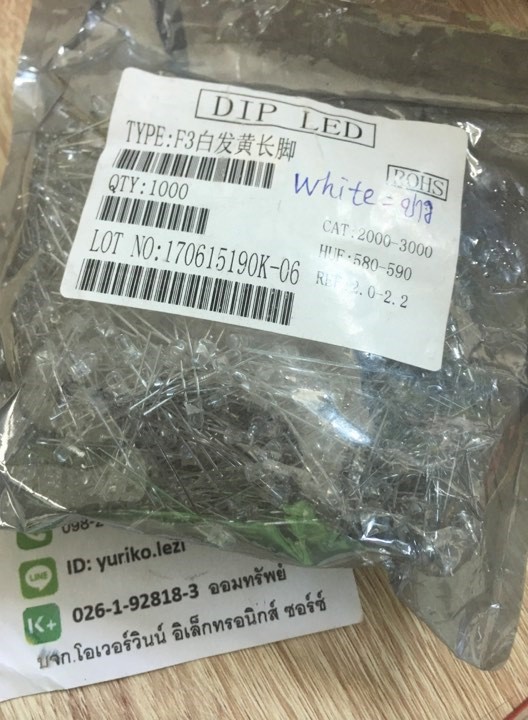 DIP LED
TYPE:F3白发黄长脚
ROHS
White = ขาว
QTY:1000
CAT:2000-3000
HUE:580-590
LOT NO:170615190K-06
REF:2.0-2.2
098-2
LINE
ID: yuriko.lezi
K+
026-1-92818-3 ออมทรัพย์
บจก.โอเวอร์วินน์ อิเล็กทรอนิกส์ ซอร์ซ์